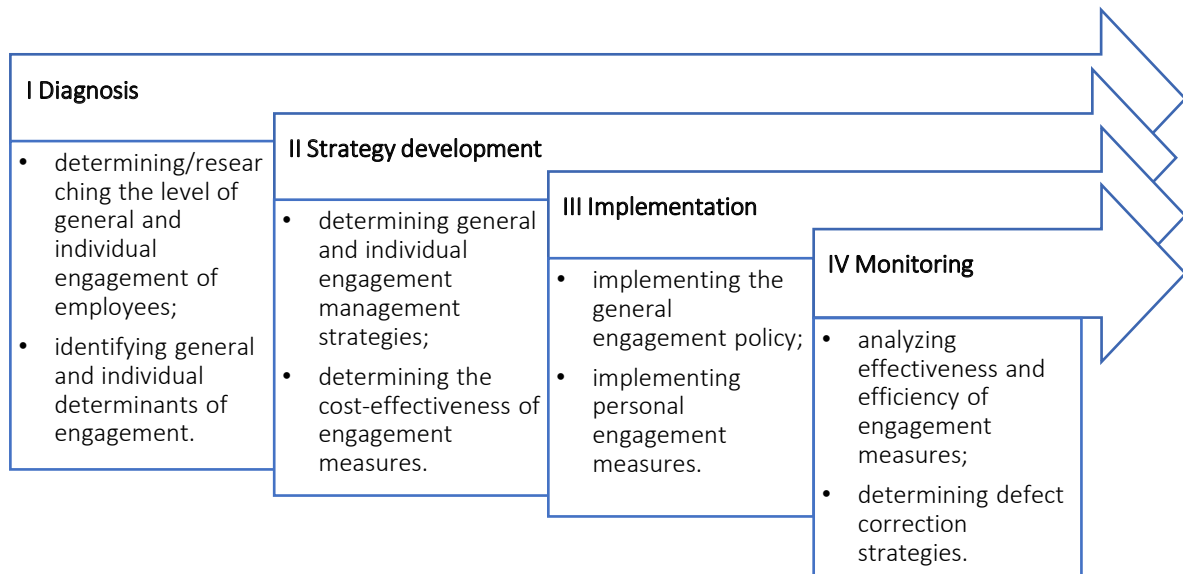 I Diagnosis
• determining/resear
ching the level of
general and
individual
engagement of
employees;
• identifying general
and individual
determinants of
engagement.
II Strategy development
• determining general
and individual
engagement
management
strategies;
• determining the
cost-effectiveness of
engagement
measures.
III Implementation
• implementing the
general
engagement policy;
• implementing
personal
engagement
measures.
IV Monitoring
• analyzing
effectiveness and
efficiency of
engagement
measures;
• determining defect
correction
strategies.